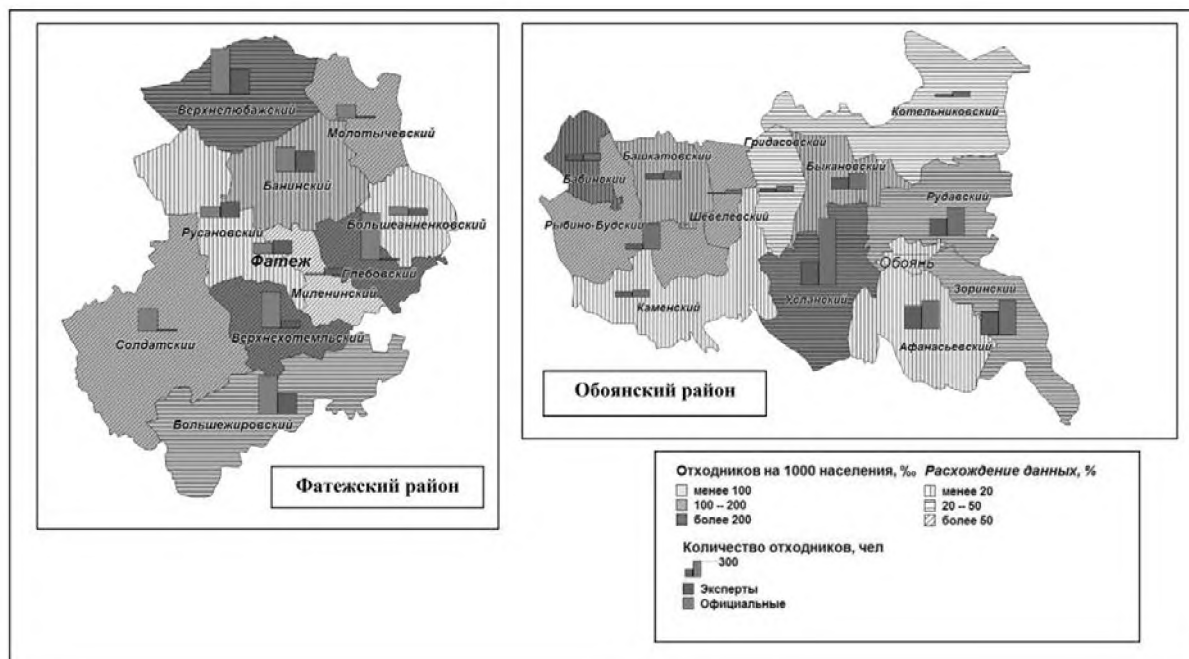 Верхнелюбажский
Молотычевский
Банинский
Большеанненковский
Русановский
Фатеж
Глебовский
Миленинский
Верхнехотемльский
Солдатский
Большежировский
Фатежский район
Котельниковский
Гридасовский
Башкатовский
Быкановский
Бабинский
Рудавский
Шевелевский
Рыбино-Будский
Обоянь
Зоринский
Усланский
Каменский
Афанасьевский
Обоянский район
Отходников на 1000 населения, ‰ Расхождение данных, %
менее 100 менее 20
100 – 200 20 – 50
более 200 более 50
Количество отходников, чел
300
Эксперты
Официальные